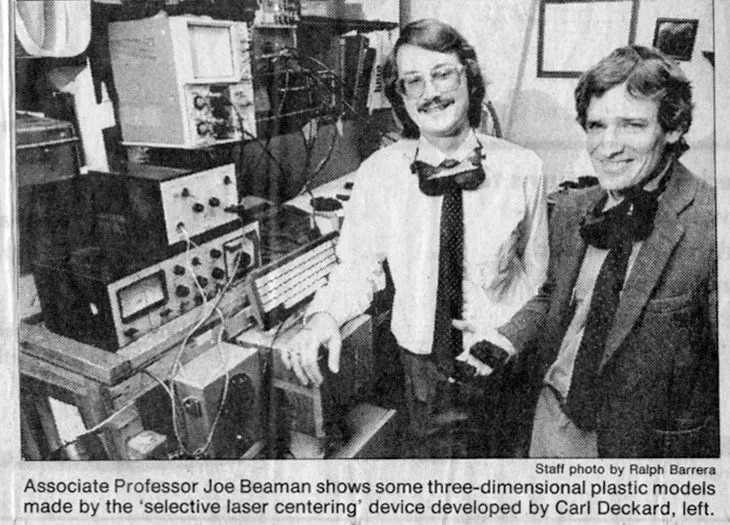 Staff photo by Ralph Barrera
Associate Professor Joe Beaman shows some three-dimensional plastic models
made by the ‘selective laser centering’ device developed by Carl Deckard, left.